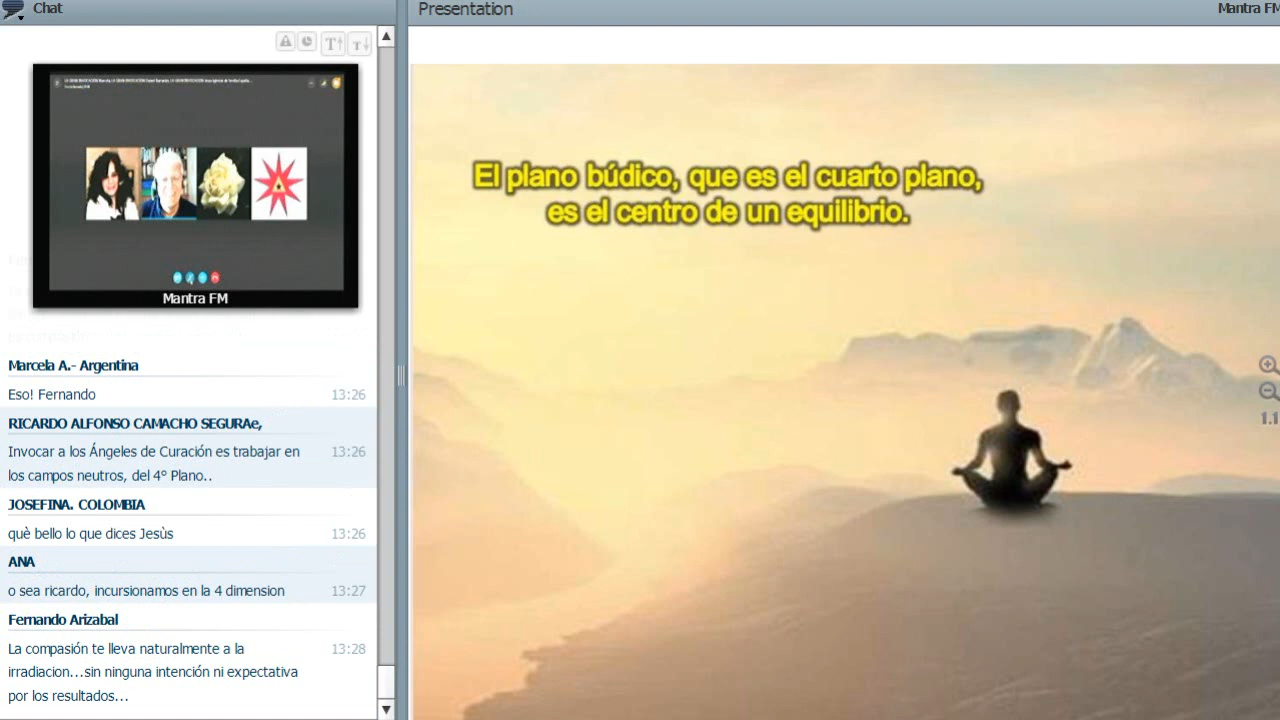 Chat
Mantra FM
Marcela A.- Argentina
Eso! Fernando 13:26
RICARDO ALFONSO CAMACHO SEGURAe,
Invocar a los Ángeles de Curación es trabajar en 13:26
los campos neutros, del 4° Plano..
JOSEFINA. COLOMBIA
què bello lo que dices Jesùs 13:26
ANA
o sea ricardo, incursionamos en la 4 dimension 13:27
Fernando Arizabal
La compasión te lleva naturalmente a la 13:28
irradiacion...sin ninguna intención ni expectativa
por los resultados...
Presentation
Mantra FM
El plano búdico, que es el cuarto plano,
es el centro de un equilibrio.
1.1